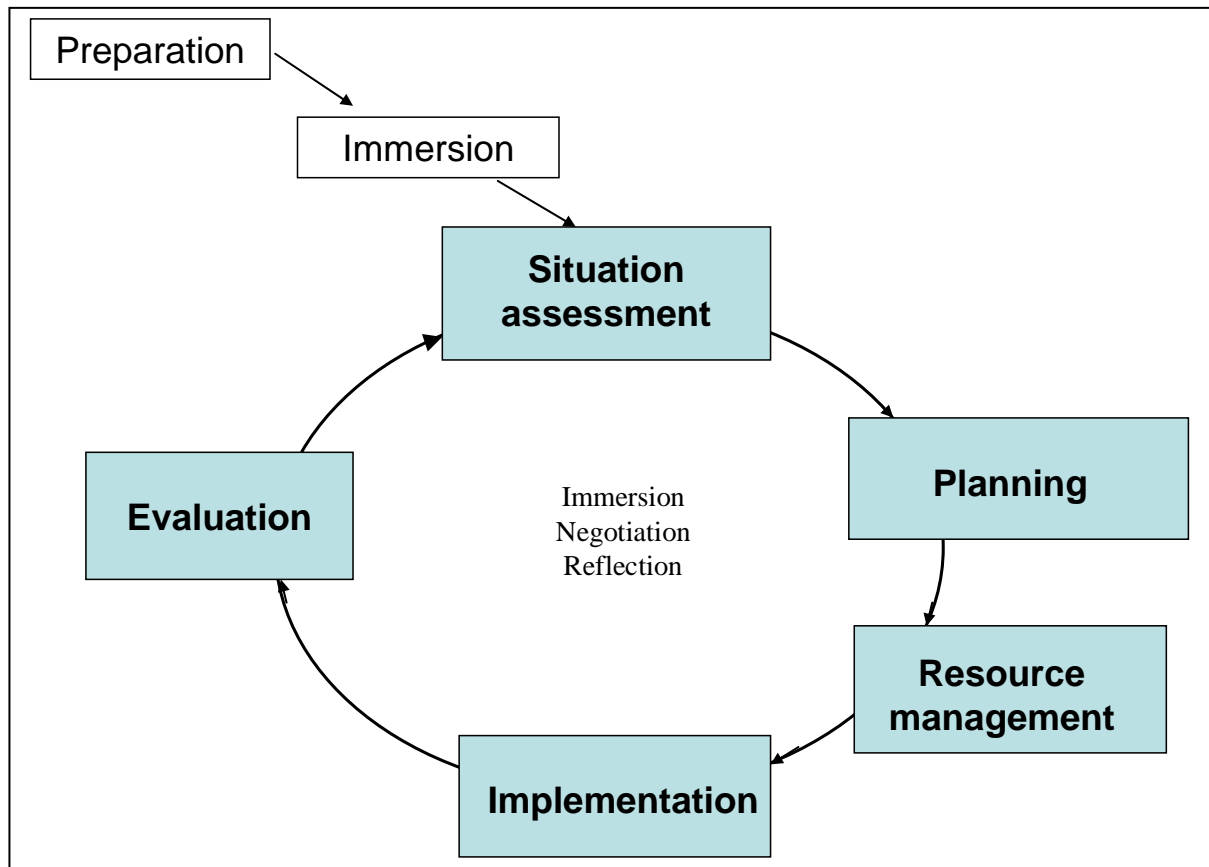 Preparation
Immersion
Situation
assessment
Planning
Evaluation
Immersion
Negotiation
Reflection
Resource
management
Implementation